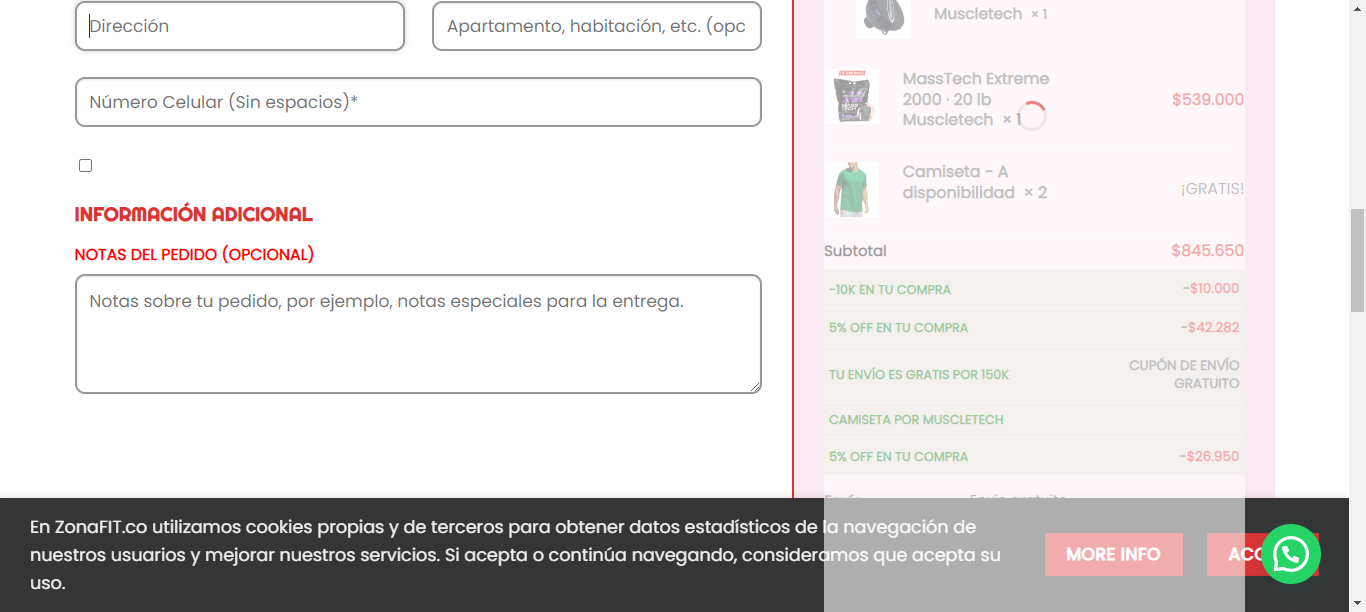 Dirección
Apartamento, habitación, etc. (opc
Número Celular (Sin espacios)*
INFORMACIÓN ADICIONAL
NOTAS DEL PEDIDO (OPCIONAL)
Notas sobre tu pedido, por ejemplo, notas especiales para la entrega.
Muscletech × 1
MassTech Extreme
2000 · 20 lb
Muscletech × 1
$539.000
Camiseta - A
disponibilidad × 2
¡GRATIS!
Subtotal
$845.650
-10K EN TU COMPRA
-$10.000
5% OFF EN TU COMPRA
-$42.282
TU ENVÍO ES GRATIS POR 150K
CUPÓN DE ENVÍO
GRATUITO
CAMISETA POR MUSCLETECH
5% OFF EN TU COMPRA
-$26.950
En ZonaFIT.co utilizamos cookies propias y de terceros para obtener datos estadísticos de la navegación de
nuestros usuarios y mejorar nuestros servicios. Si acepta o continúa navegando, consideramos que acepta su
uso.
MORE INFO